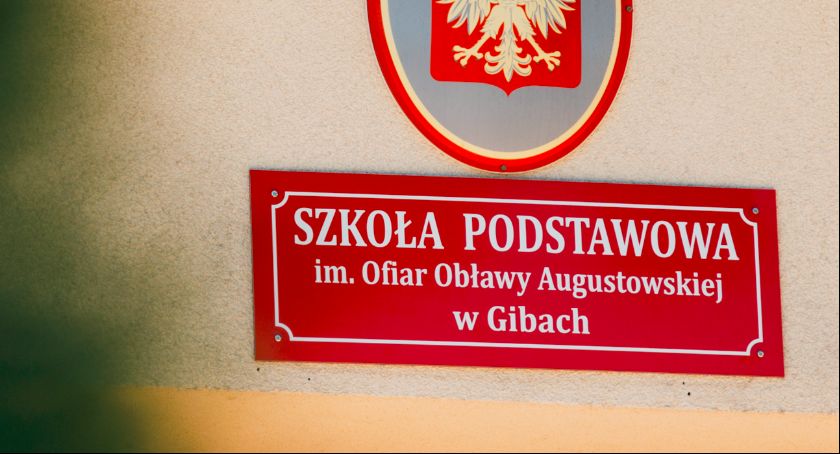 SZKOŁA PODSTAWOWA
im. Ofiar Obławy Augustowskiej
w Gibach